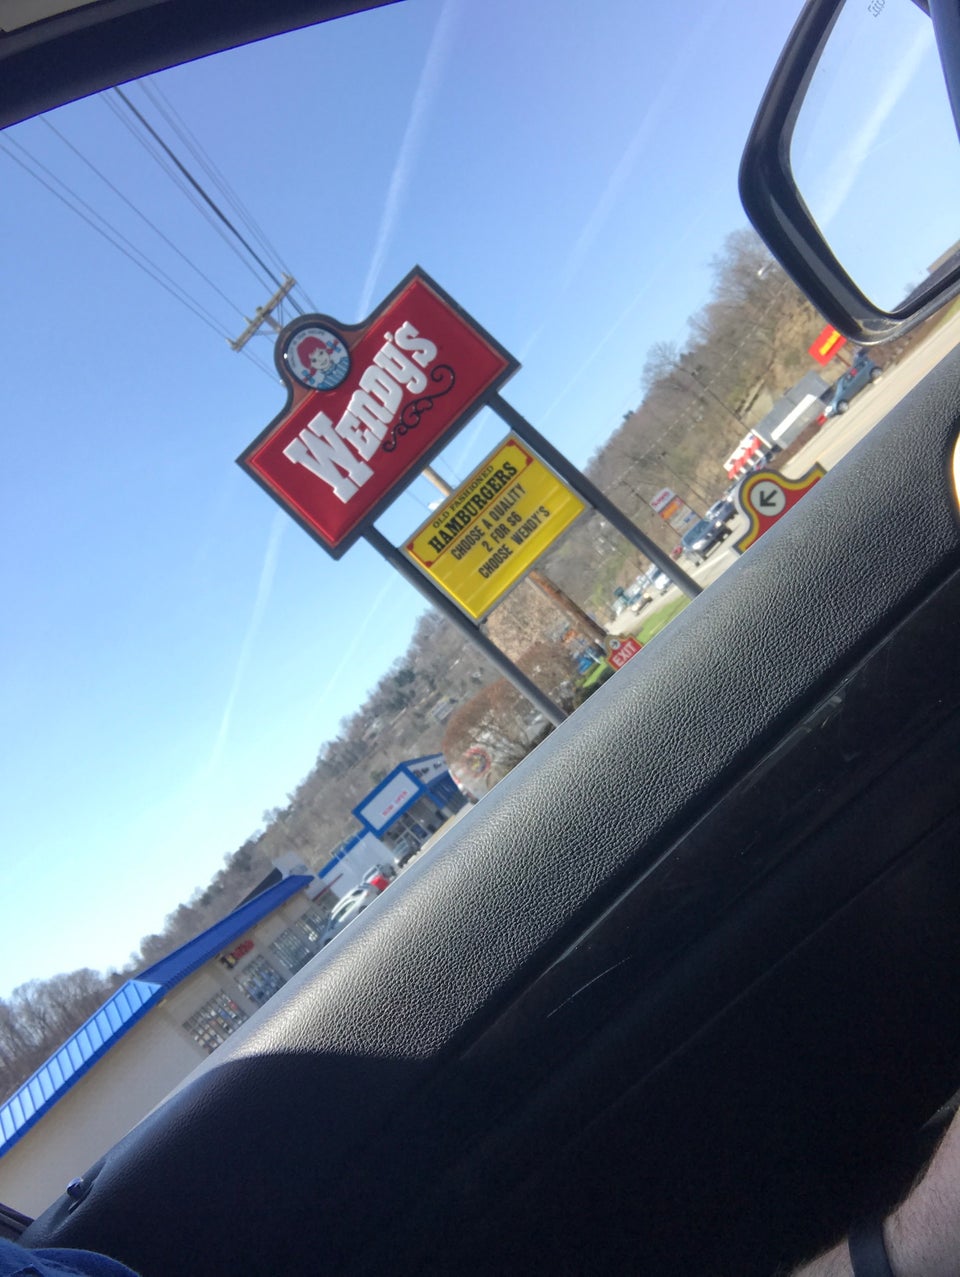 Wendy's
OLD FASHIONED
HAMBURGERS
CHOOSE A QUALITY
2 FOR $6
CHOOSE WENDY'S
EXIT